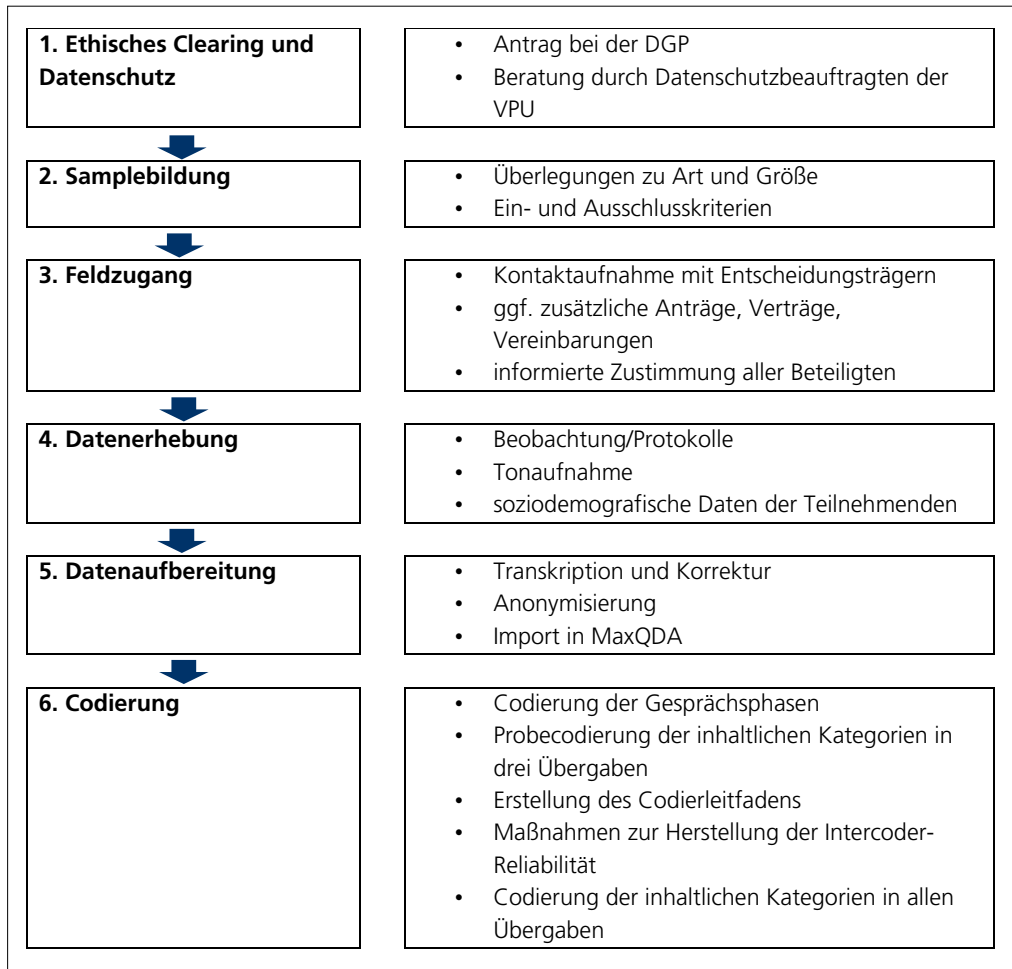 1. Ethisches Clearing und
Datenschutz
• Antrag bei der DGP
• Beratung durch Datenschutzbeauftragten der
VPU
2. Samplebildung
• Überlegungen zu Art und Größe
• Ein- und Ausschlusskriterien
3. Feldzugang
• Kontaktaufnahme mit Entscheidungsträgern
• ggf. zusätzliche Anträge, Verträge,
Vereinbarungen
• informierte Zustimmung aller Beteiligten
4. Datenerhebung
• Beobachtung/Protokolle
• Tonaufnahme
• soziodemografische Daten der Teilnehmenden
5. Datenaufbereitung
• Transkription und Korrektur
• Anonymisierung
• Import in MaxQDA
6. Codierung
• Codierung der Gesprächsphasen
• Probecodierung der inhaltlichen Kategorien in
drei Übergaben
• Erstellung des Codierleitfadens
• Maßnahmen zur Herstellung der Intercoder-
Reliabilität
• Codierung der inhaltlichen Kategorien in allen
Übergaben